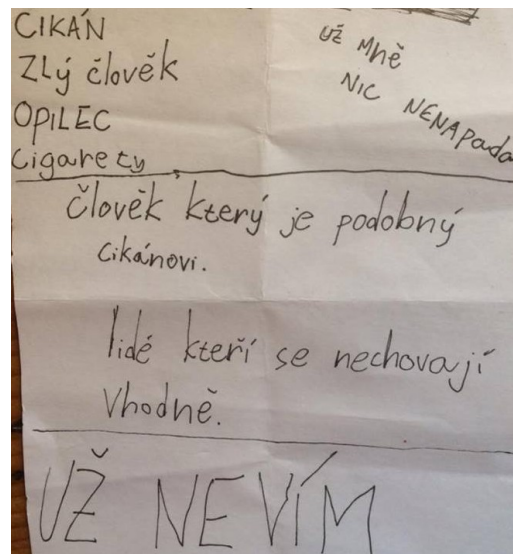 CIKÁN
Zlý člověk
OPILEC
Cigarety
UŽ Mně
NIC NENAPadá
člověk který je podobný
cikánovi.
lidé kteří se nechovají
vhodně.
UŽ NEVÍM